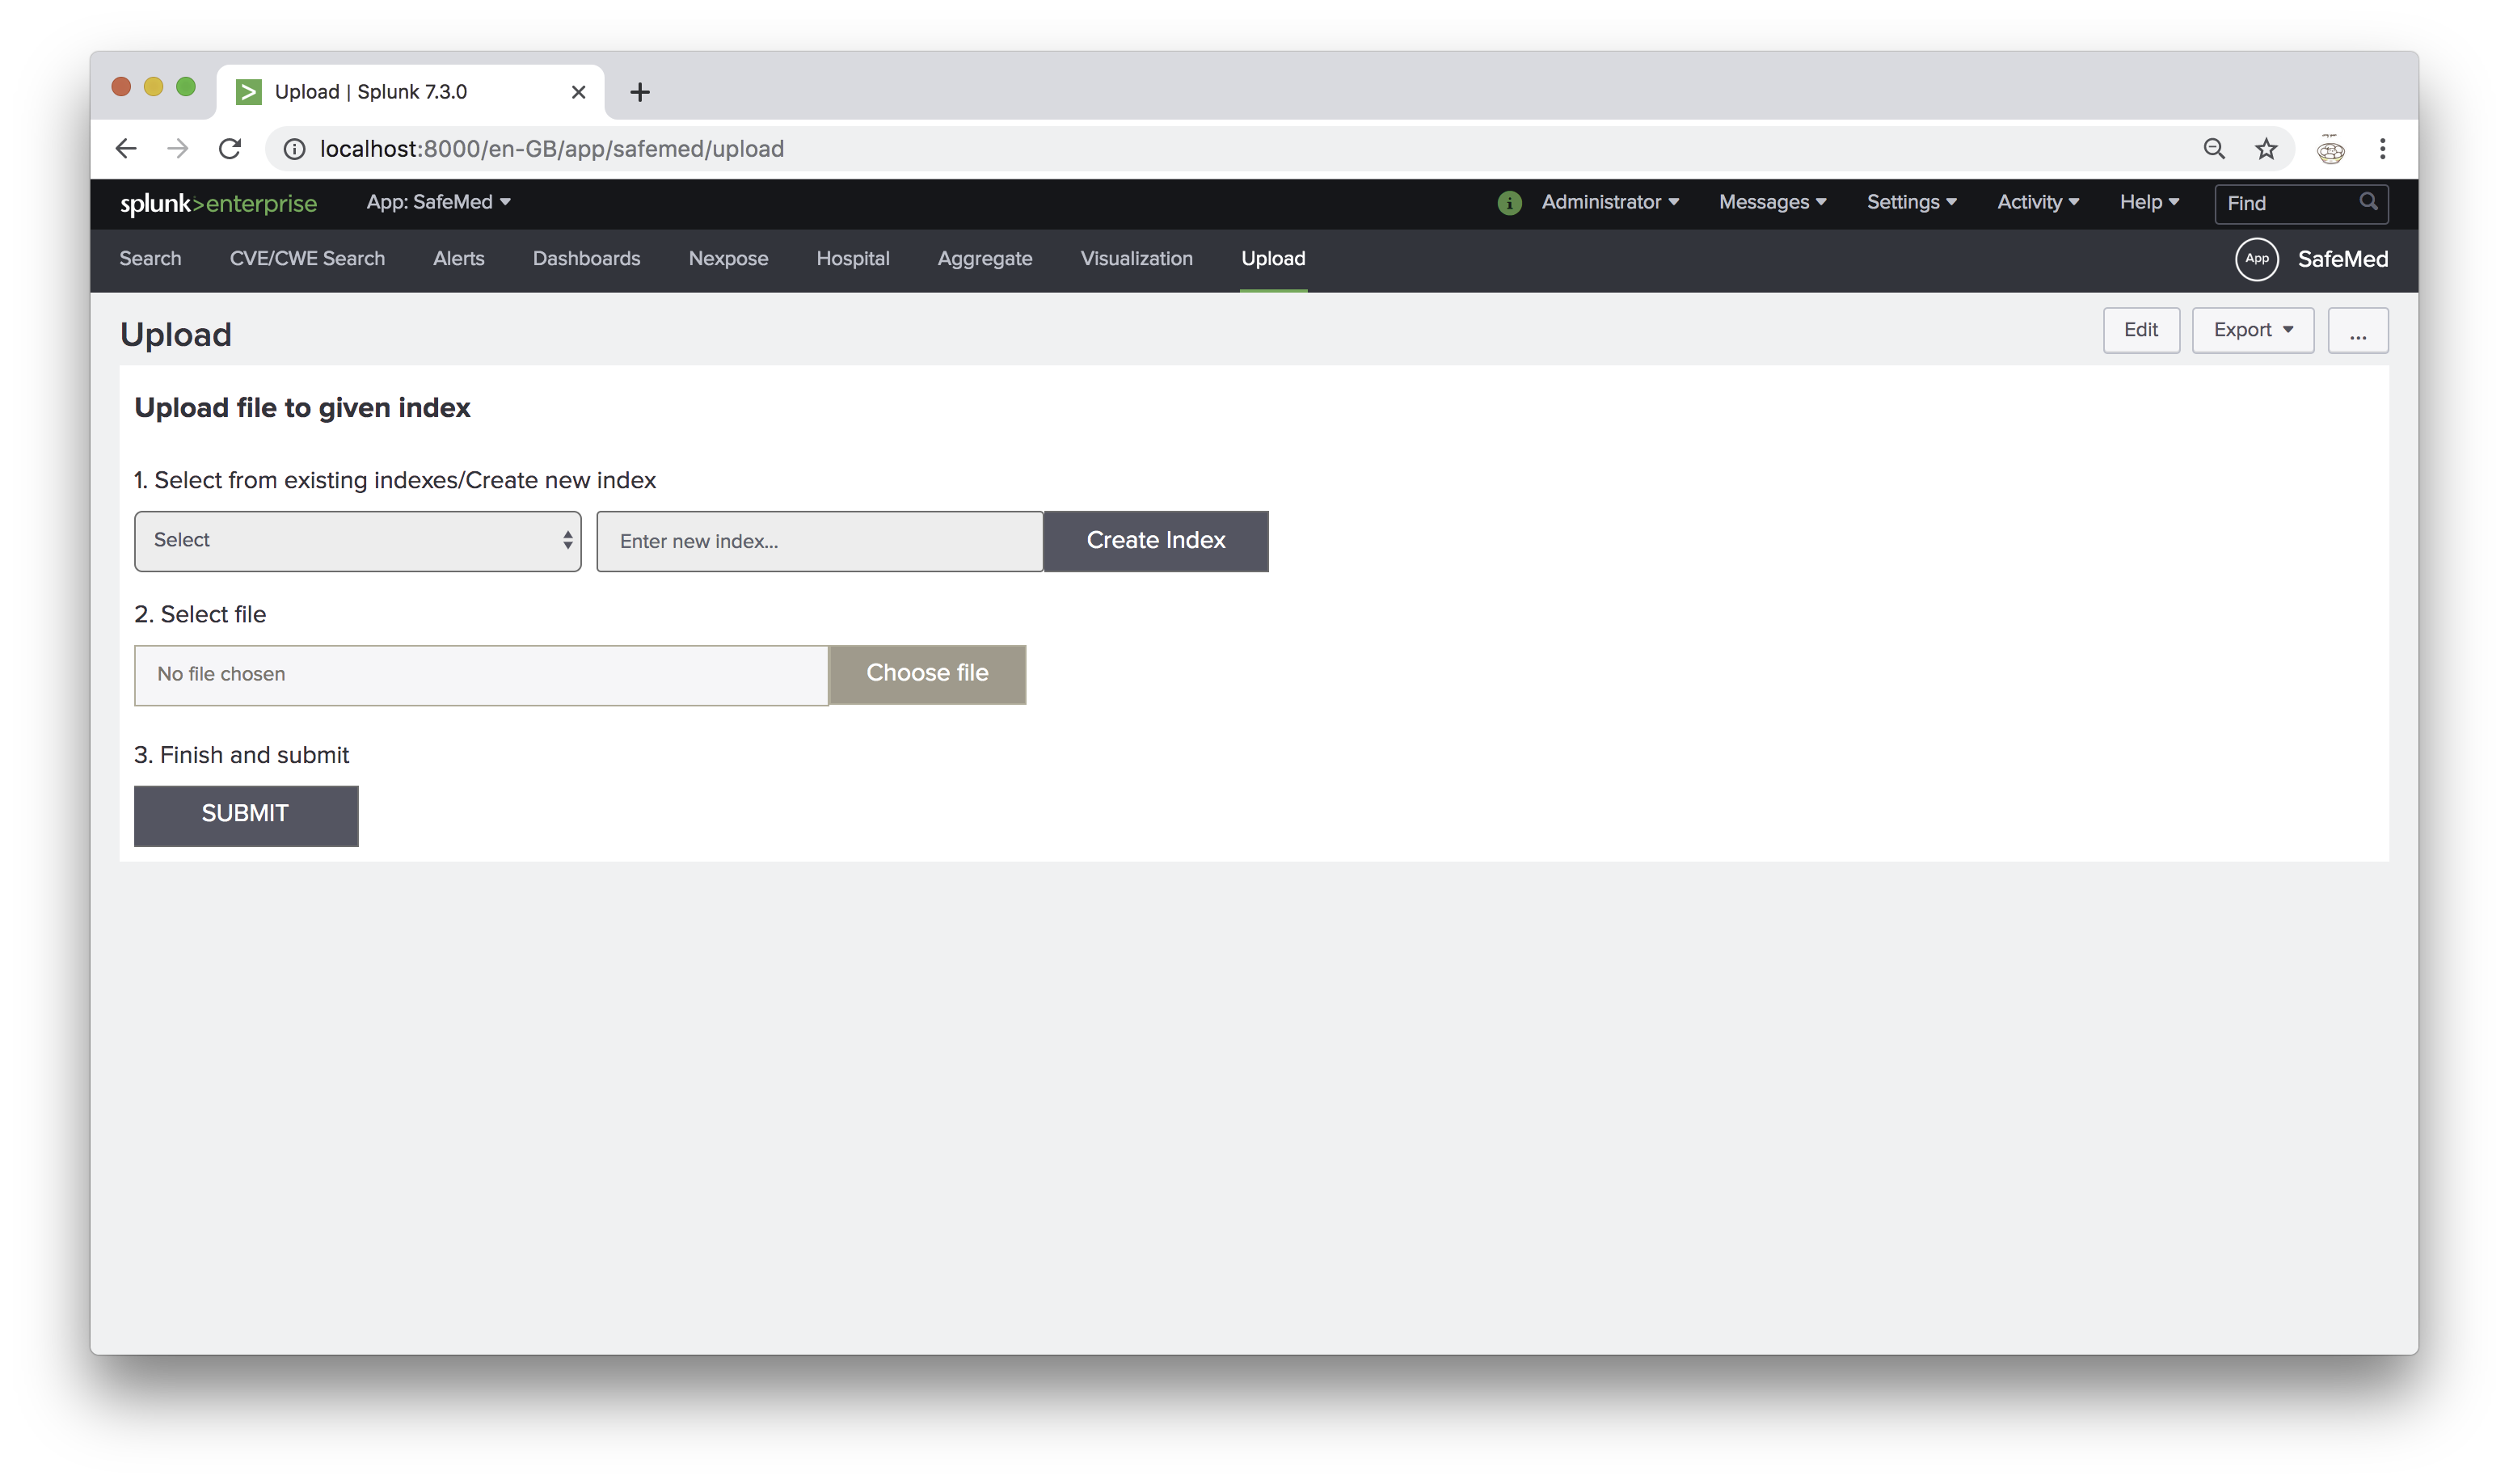 Upload | Splunk 7.3.0
localhost:8000/en-GB/app/safemed/upload
splunk>enterprise App: SafeMed i Administrator Messages Settings Activity Help Find
Search CVE/CWE Search Alerts Dashboards Nexpose Hospital Aggregate Visualization Upload App SafeMed
Upload Edit Export ...
Upload file to given index
1. Select from existing indexes/Create new index
Select Enter new index... Create Index
2. Select file
No file chosen Choose file
3. Finish and submit
SUBMIT